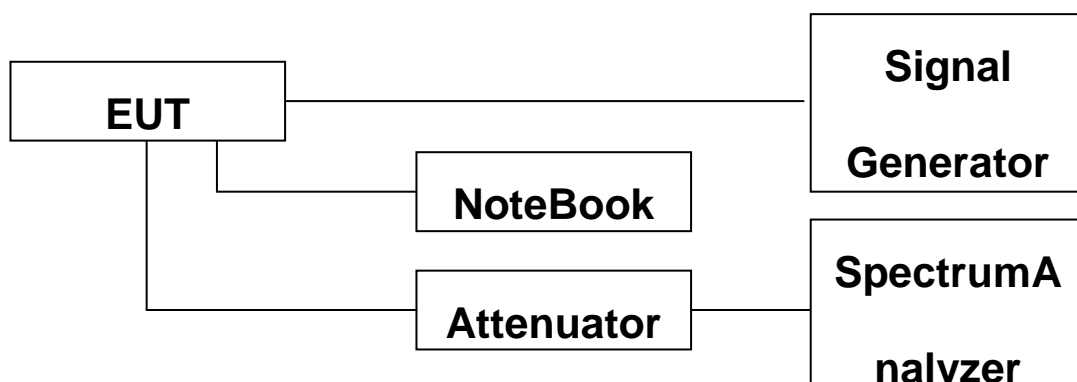 EUT
Signal
Generator
NoteBook
Attenuator
SpectrumA
nalyzer